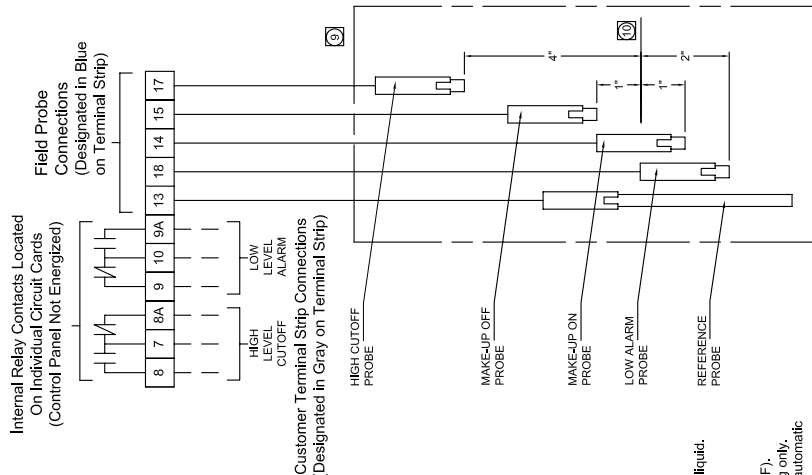 Internal Relay Contacts Located
On Individual Circuit Cards
(Control Panel Not Energized)
Field Probe
Connections
(Designated in Blue
on Terminal Strip)
8
7
8A
9
10
9A
13
18
14
15
17
HIGH
LEVEL
CUTOFF
LOW
LEVEL
ALARM
Customer Terminal Strip Connections
(Designated in Gray on Terminal Strip)
9
10
4"
2"
1"
1"
HIGH CUTOFF
PROBE
MAKE-UP OFF
PROBE
MAKE-UP ON
PROBE
LOW ALARM
PROBE
REFERENCE
PROBE
liquid.
F).
g only.
automatic